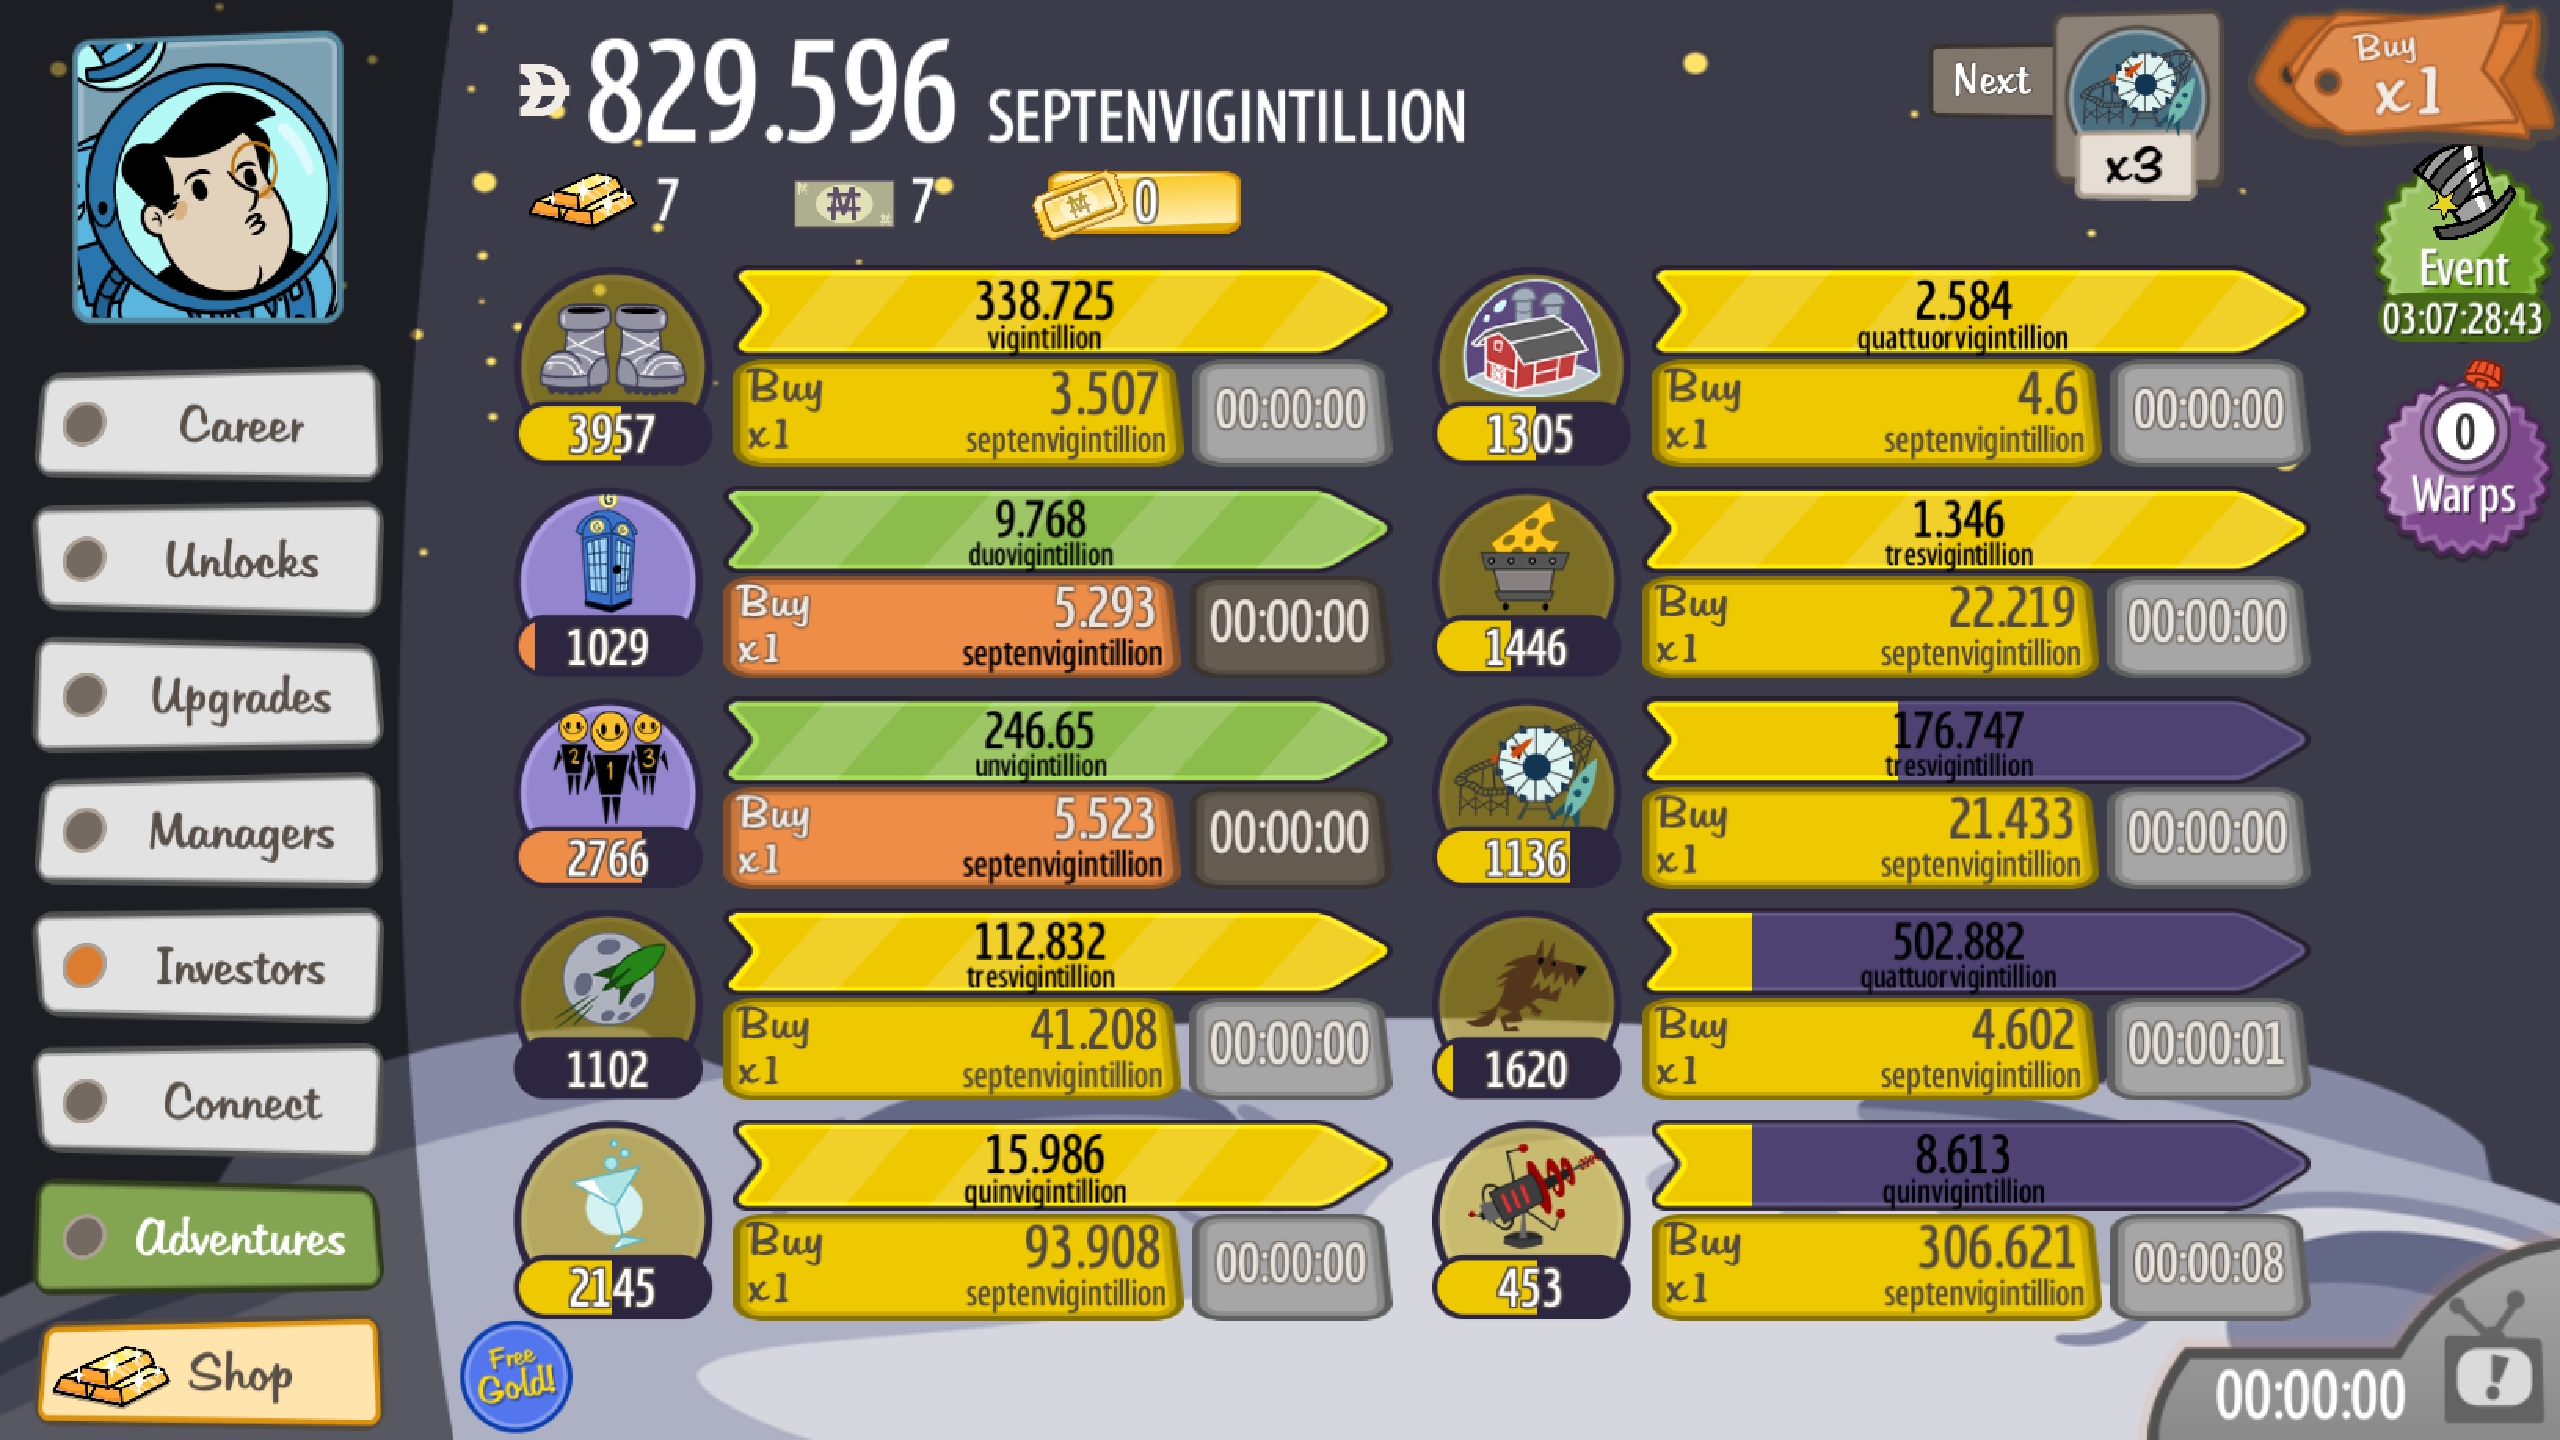 829.596 SEPTENVIGINTILLION
7 7 0
Next
x3
Buy
x1
Event
03:07:28:43
0
Warps
Career
Unlocks
Upgrades
Managers
Investors
Connect
Adventures
Shop
338.725
vigintillion
Buy
x1
3.507
septenvigintillion
00:00:00
3957
2.584
quattuorvigintillion
Buy
x1
4.6
septenvigintillion
00:00:00
1305
G
9.768
duovigintillion
Buy
x1
5.293
septenvigintillion
00:00:00
1029
1.346
tresvigintillion
Buy
x1
22.219
septenvigintillion
00:00:00
1446
2 1 3
246.65
unvigintillion
Buy
x1
5.523
septenvigintillion
00:00:00
2766
176.747
tresvigintillion
Buy
x1
21.433
septenvigintillion
00:00:00
1136
112.832
tresvigintillion
Buy
x1
41.208
septenvigintillion
00:00:00
1102
502.882
quattuorvigintillion
Buy
x1
4.602
septenvigintillion
00:00:01
1620
15.986
quinvigintillion
Buy
x1
93.908
septenvigintillion
00:00:00
2145
8.613
quinvigintillion
Buy
x1
306.621
septenvigintillion
00:00:08
453
Free
Gold!
00:00:00
!